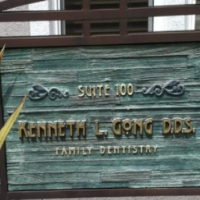 SUITE 100
KENNETH L. GONG D.D.S.
FAMILY DENTISTRY